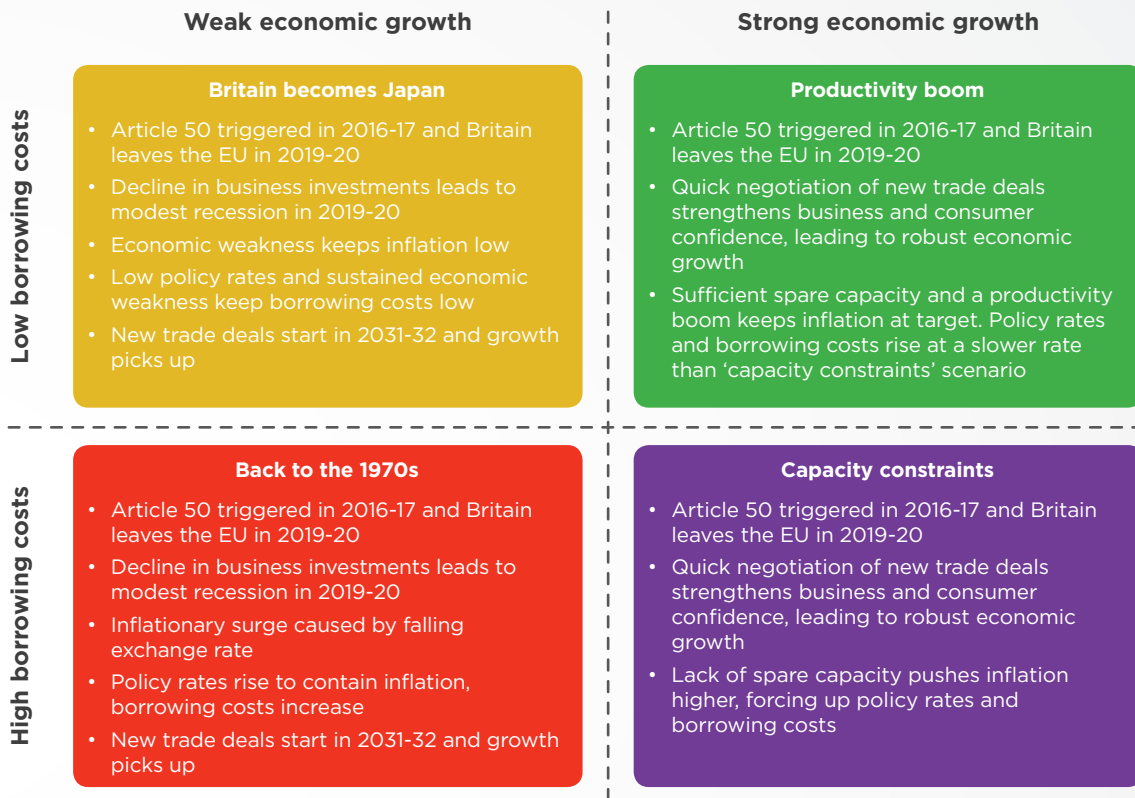 Weak economic growth
Strong economic growth
Low borrowing costs
Britain becomes Japan
• Article 50 triggered in 2016-17 and Britain
leaves the EU in 2019-20
• Decline in business investments leads to
modest recession in 2019-20
• Economic weakness keeps inflation low
• Low policy rates and sustained economic
weakness keep borrowing costs low
• New trade deals start in 2031-32 and growth
picks up
Productivity boom
• Article 50 triggered in 2016-17 and Britain
leaves the EU in 2019-20
• Quick negotiation of new trade deals
strengthens business and consumer
confidence, leading to robust economic
growth
• Sufficient spare capacity and a productivity
boom keeps inflation at target. Policy rates
and borrowing costs rise at a slower rate
than ‘capacity constraints’ scenario
High borrowing costs
Back to the 1970s
• Article 50 triggered in 2016-17 and Britain
leaves the EU in 2019-20
• Decline in business investments leads to
modest recession in 2019-20
• Inflationary surge caused by falling
exchange rate
• Policy rates rise to contain inflation,
borrowing costs increase
• New trade deals start in 2031-32 and growth
picks up
Capacity constraints
• Article 50 triggered in 2016-17 and Britain
leaves the EU in 2019-20
• Quick negotiation of new trade deals
strengthens business and consumer
confidence, leading to robust economic
growth
• Lack of spare capacity pushes inflation
higher, forcing up policy rates and
borrowing costs